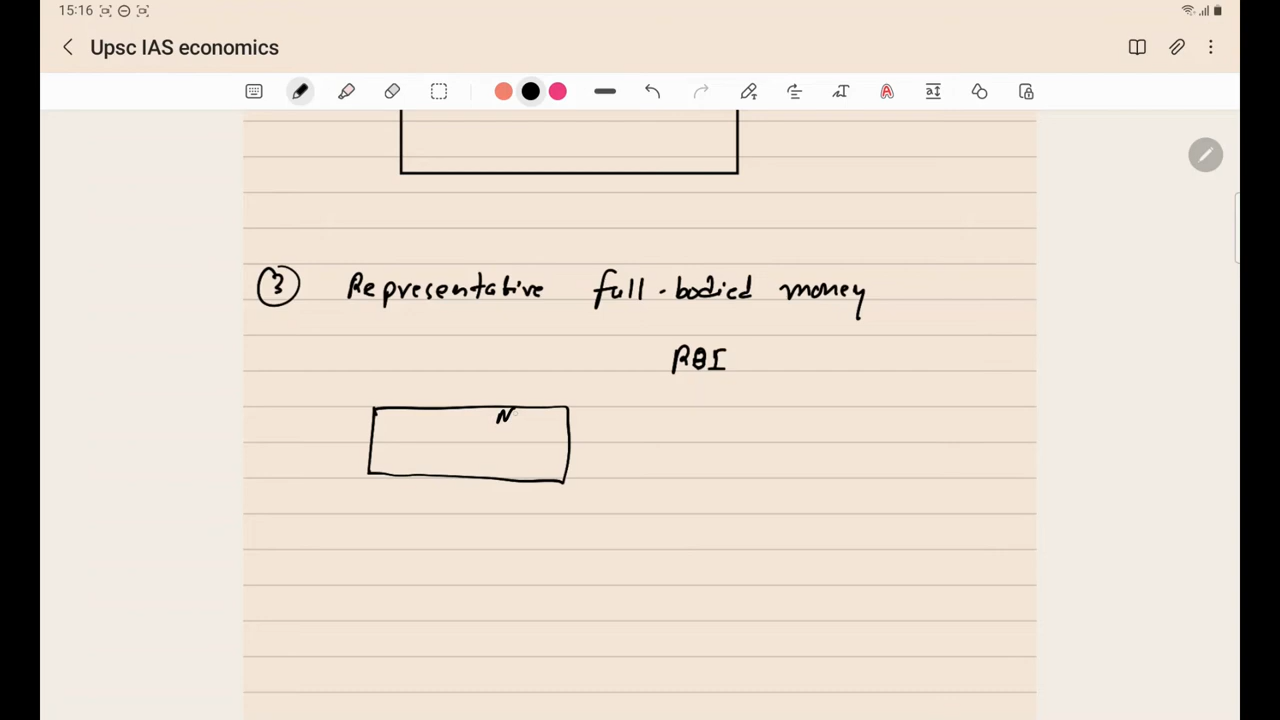 15:16
Upsc IAS economics
③ Representative full-bodied money
RBI
N